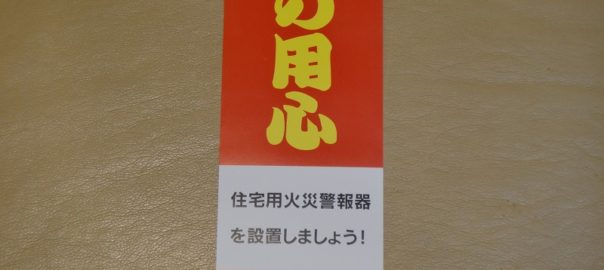 の用心
住宅用火災警報器
を設置しましょう!